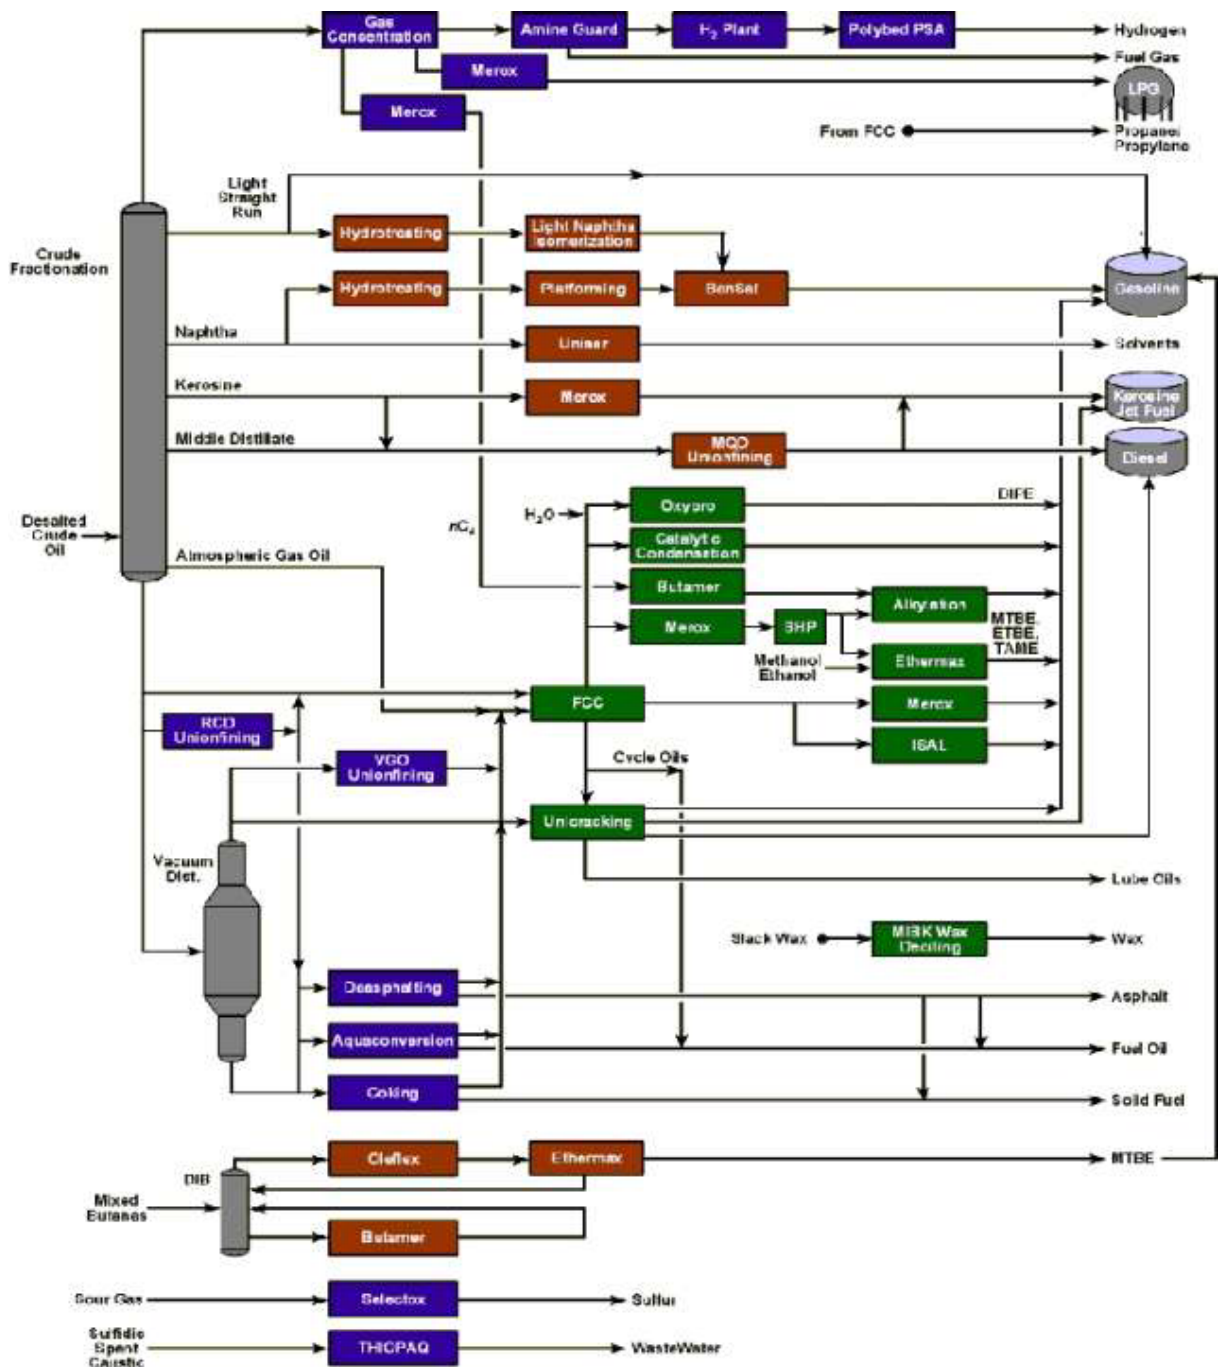 Gas
Concentration
Amine Guard
H2 Plant
Polybed PSA
Hydrogen
Fuel Gas
Merox
LPG
Merox
From FCC
Propane/
Propylene
Light
Straight
Run
Hydrotreating
Light Naphtha
Isomerization
Crude
Fractionation
Hydrotreating
Platforming
BenSat
Gasoline
Naphtha
Unisar
Solvents
Kerosine
Merox
Kerosine
Jet Fuel
Middle Distillate
MQD
Unionfining
Diesel
Oxypro
DIPE
Desalted
Crude
Oil
nC4
H2O
Catalytic
Condensation
Atmospheric Gas Oil
Butamer
Alkylation
Merox
SHP
MTBE,
ETBE,
TAME
Methanol
Ethanol
Ethermax
FCC
Merox
RCD
Unionfining
ISAL
VGO
Unionfining
Cycle Oils
Unicracking
Vacuum
Dist.
Lube Oils
Slack Wax
MIBK Wax
Deoiling
Wax
Deasphalting
Asphalt
Aquaconversion
Fuel Oil
Coking
Solid Fuel
Oleflex
Ethermax
MTBE
DIB
Mixed
Butanes
Butamer
Sour Gas
Selectox
Sulfur
Sulfidic
Spent
Caustic
THIOPAQ
WasteWater